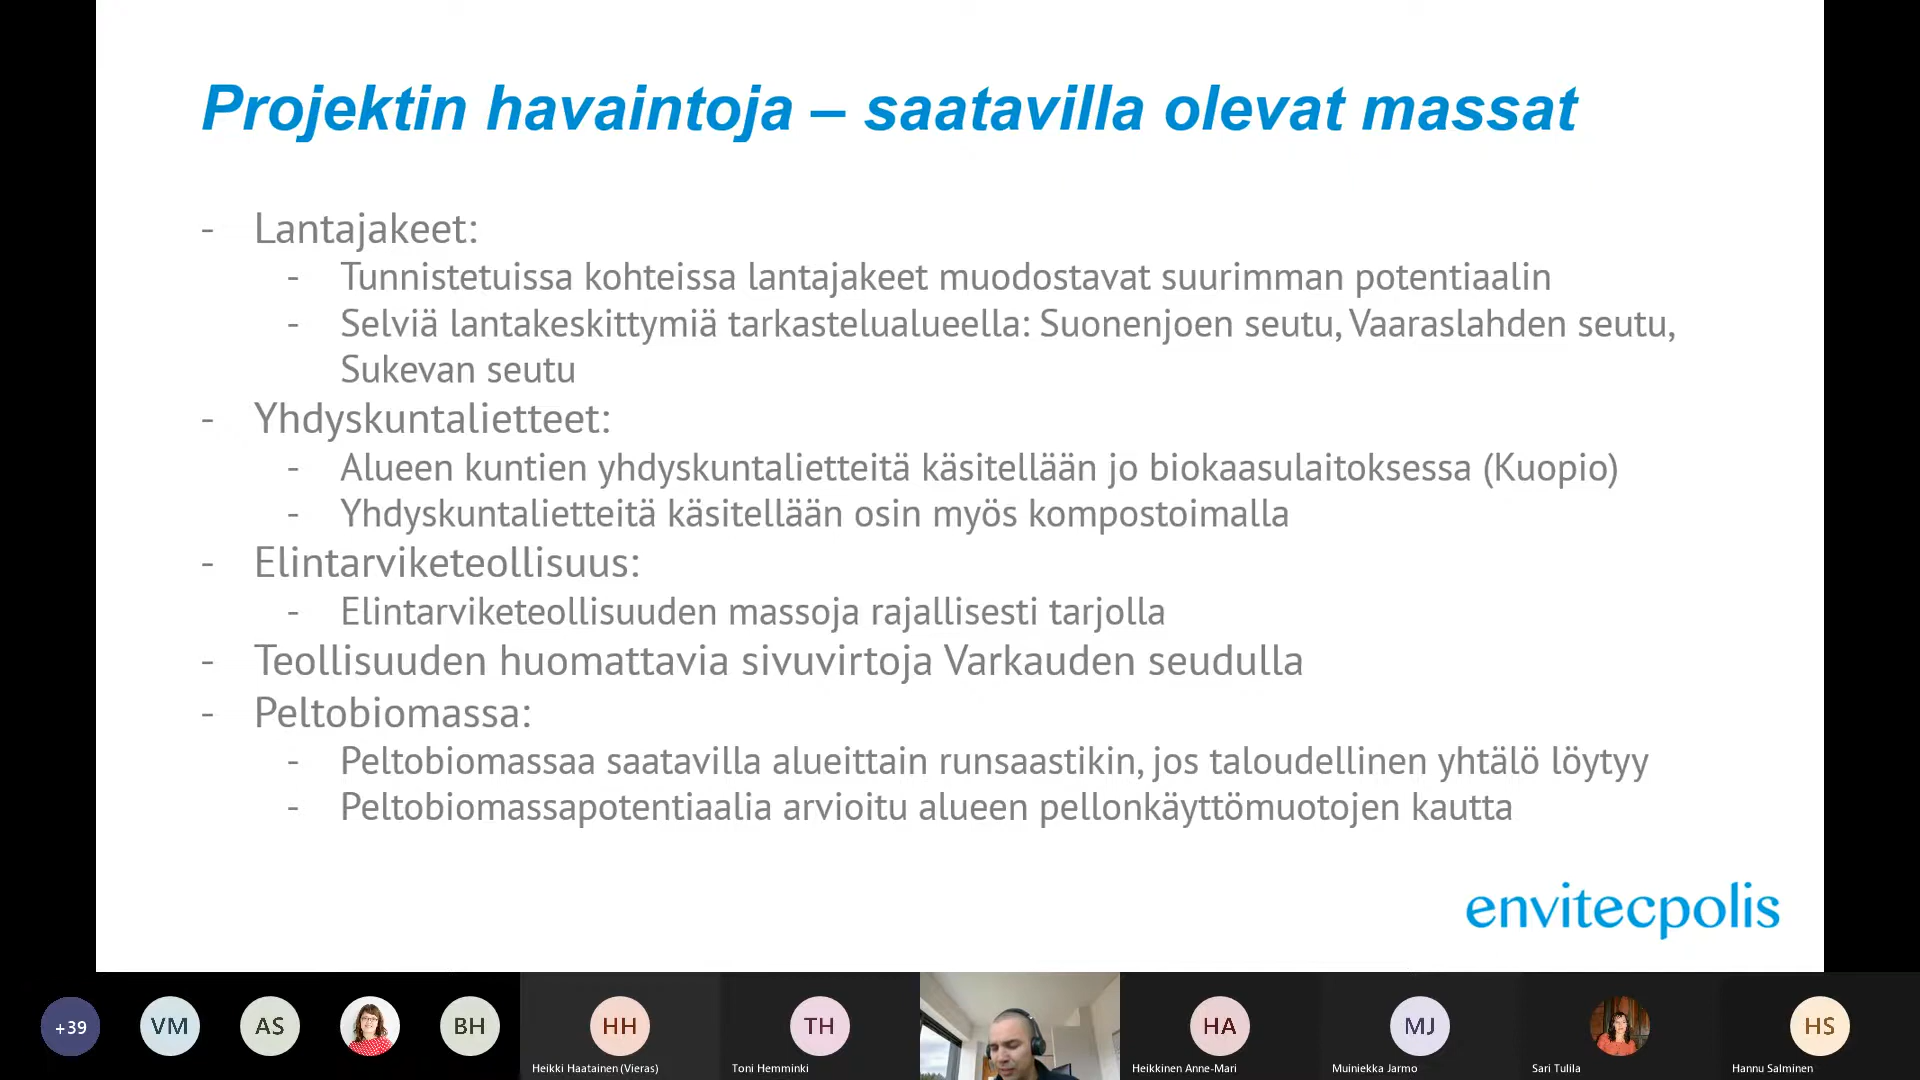 Projektin havaintoja – saatavilla olevat massat
- Lantajakeet:
- Tunnistetuissa kohteissa lantajakeet muodostavat suurimman potentiaalin
- Selviä lantakeskittymiä tarkastelualueella: Suonenjoen seutu, Vaaraslahden seutu,
Sukevan seutu
- Yhdyskuntalietteet:
- Alueen kuntien yhdyskuntalietteitä käsitellään jo biokaasulaitoksessa (Kuopio)
- Yhdyskuntalietteitä käsitellään osin myös kompostoimalla
- Elintarviketeollisuus:
- Elintarviketeollisuuden massoja rajallisesti tarjolla
- Teollisuuden huomattavia sivuvirtoja Varkauden seudulla
- Peltobiomassa:
- Peltobiomassaa saatavilla alueittain runsaastikin, jos taloudellinen yhtälö löytyy
- Peltobiomassapotentiaalia arvioitu alueen pellonkäyttömuotojen kautta
envitecpolis
+39 VM AS BH HH TH HA MJ HS
Heikki Haatainen (Vieras) Toni Hemminki Heikkinen Anne-Mari Muiniekka Jarmo Sari Tulila Hannu Salminen